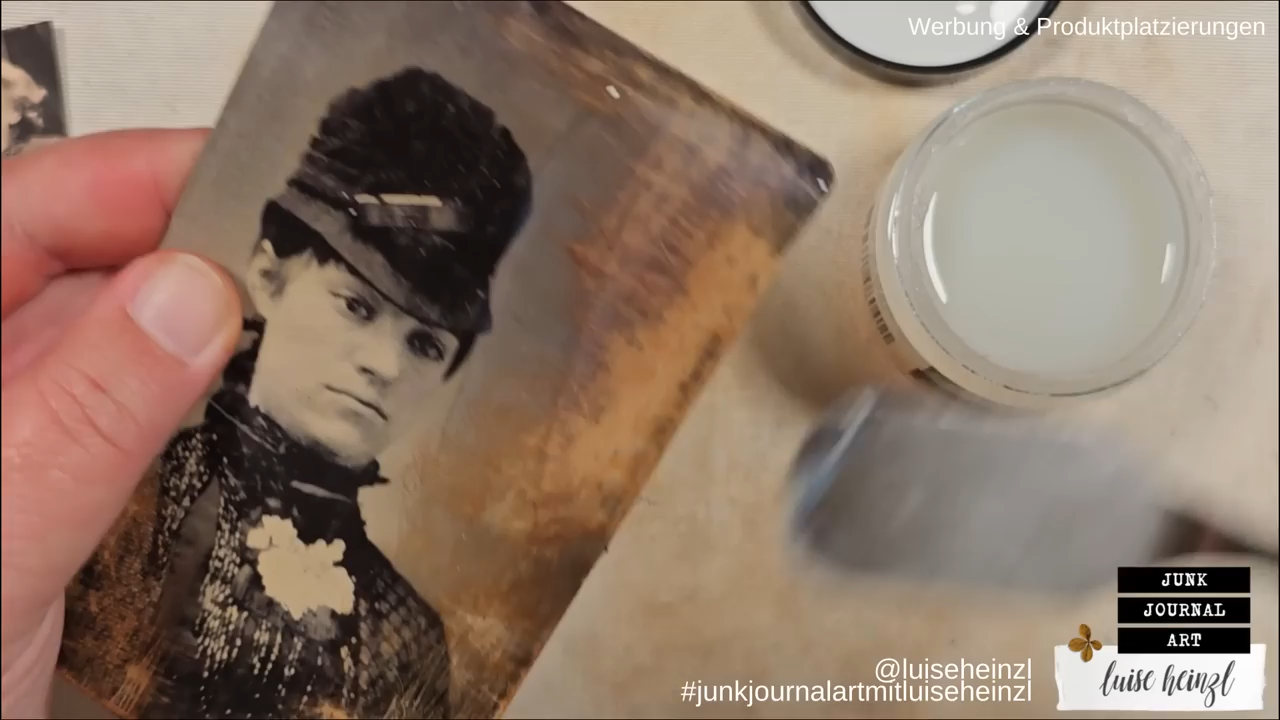 Werbung & Produktplatzierungen
JUNK
JOURNAL
ART
@luiseheinzl
#junkjournalartmitluiseheinzl
luise heinzl